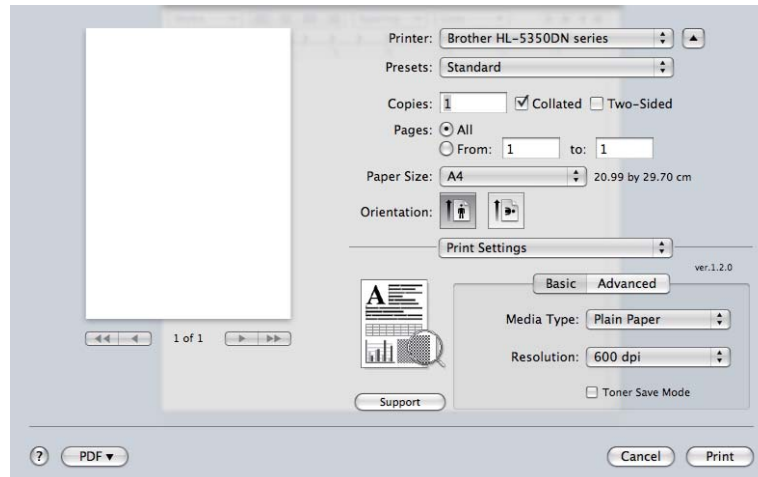 Printer: Brother HL-5350DN series
Presets: Standard
Copies: 1 Collated Two-Sided
Pages: All
From: 1 to: 1
Paper Size: A4 20.99 by 29.70 cm
Orientation:
Print Settings
ver.1.2.0
Basic Advanced
A
Media Type: Plain Paper
1 of 1
Resolution: 600 dpi
Toner Save Mode
Support
? PDF▼ Cancel Print